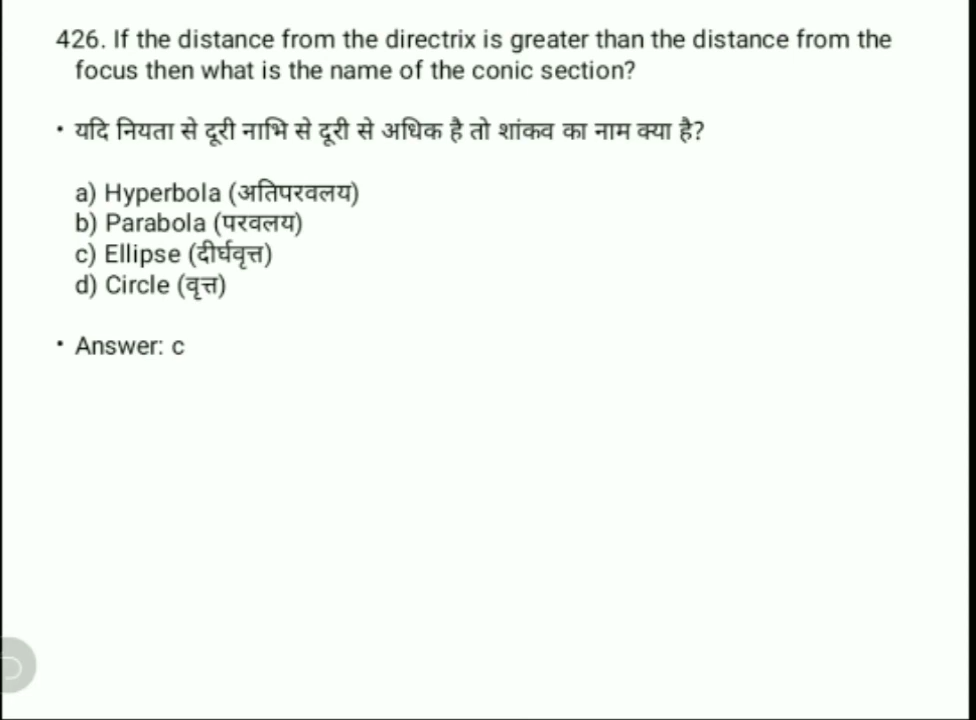 426. If the distance from the directrix is greater than the distance from the
focus then what is the name of the conic section?
• यदि नियता से दूरी नाभि से दूरी से अधिक है तो शांकव का नाम क्या है?
a) Hyperbola (अतिपरवलय)
b) Parabola (परवलय)
c) Ellipse (दीर्घवृत्त)
d) Circle (वृत्त)
• Answer: c